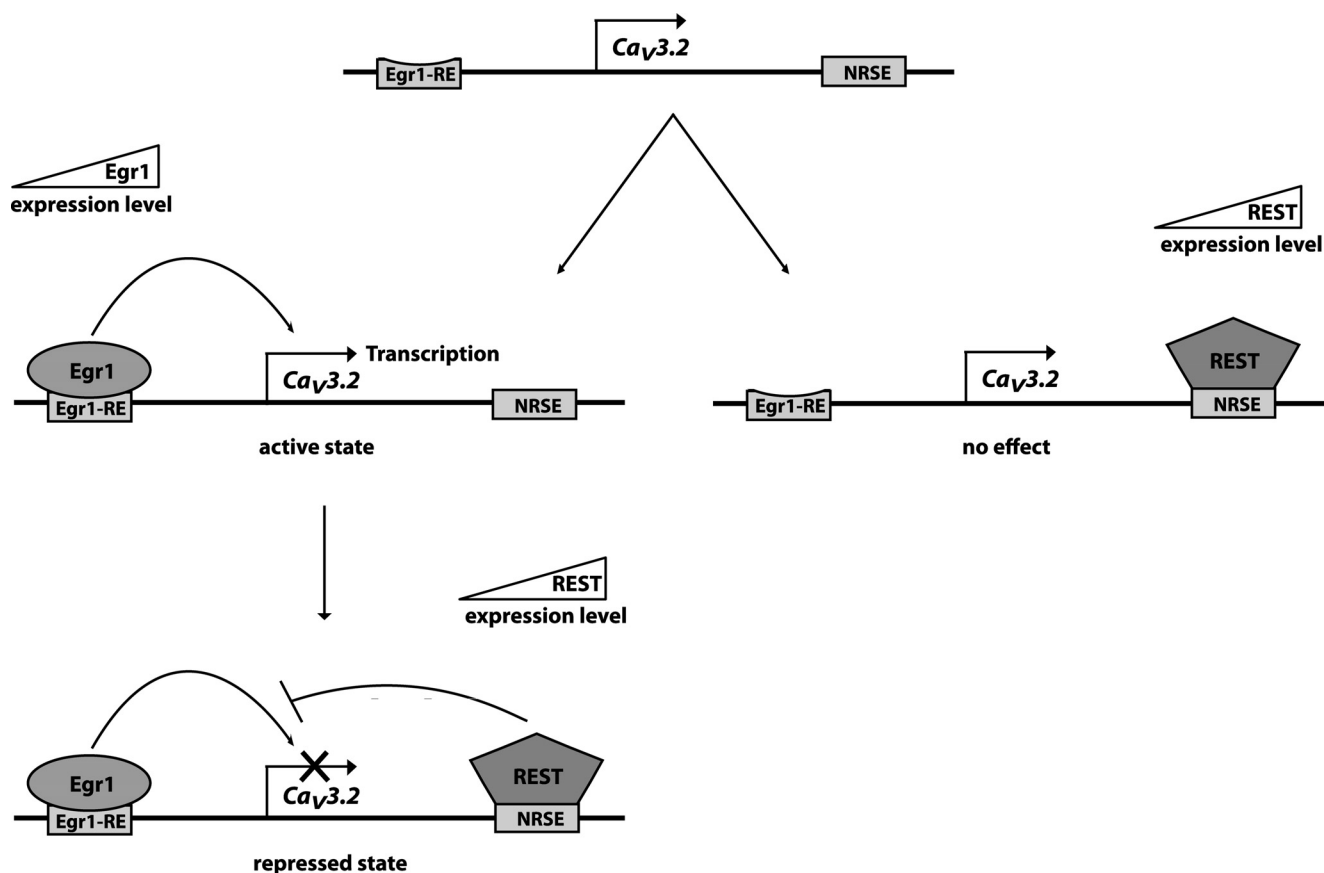 CaV3.2
Egr1-RE
NRSE
Egr1
expression level
REST
expression level
Egr1
Transcription
CaV3.2
Egr1-RE
NRSE
active state
REST
CaV3.2
Egr1-RE
NRSE
no effect
REST
expression level
Egr1
REST
CaV3.2
Egr1-RE
NRSE
repressed state